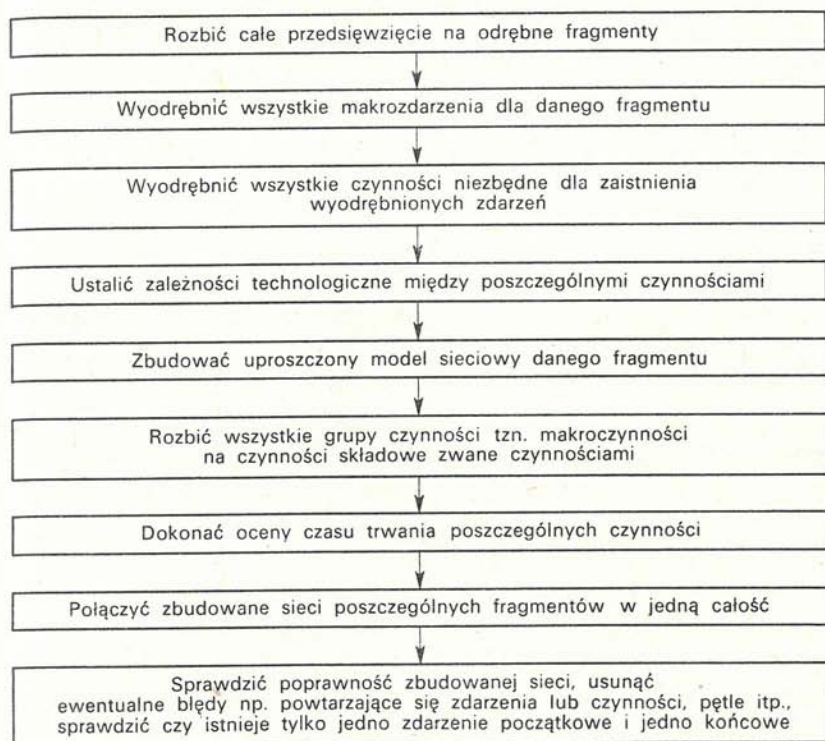 Rozbić całe przedsięwzięcie na odrębne fragmenty
Wyodrębnić wszystkie makrozdarzenia dla danego fragmentu
Wyodrębnić wszystkie czynności niezbędne dla zaistnienia
wyodrębnionych zdarzeń
Ustalić zależności technologiczne między poszczególnymi czynnościami
Zbudować uproszczony model sieciowy danego fragmentu
Rozbić wszystkie grupy czynności tzn. makroczynności
na czynności składowe zwane czynnościami
Dokonać oceny czasu trwania poszczególnych czynności
Połączyć zbudowane sieci poszczególnych fragmentów w jedną całość
Sprawdzić poprawność zbudowanej sieci, usunąć
ewentualne błędy np. powtarzające się zdarzenia lub czynności, pętle itp.,
sprawdzić czy istnieje tylko jedno zdarzenie początkowe i jedno końcowe